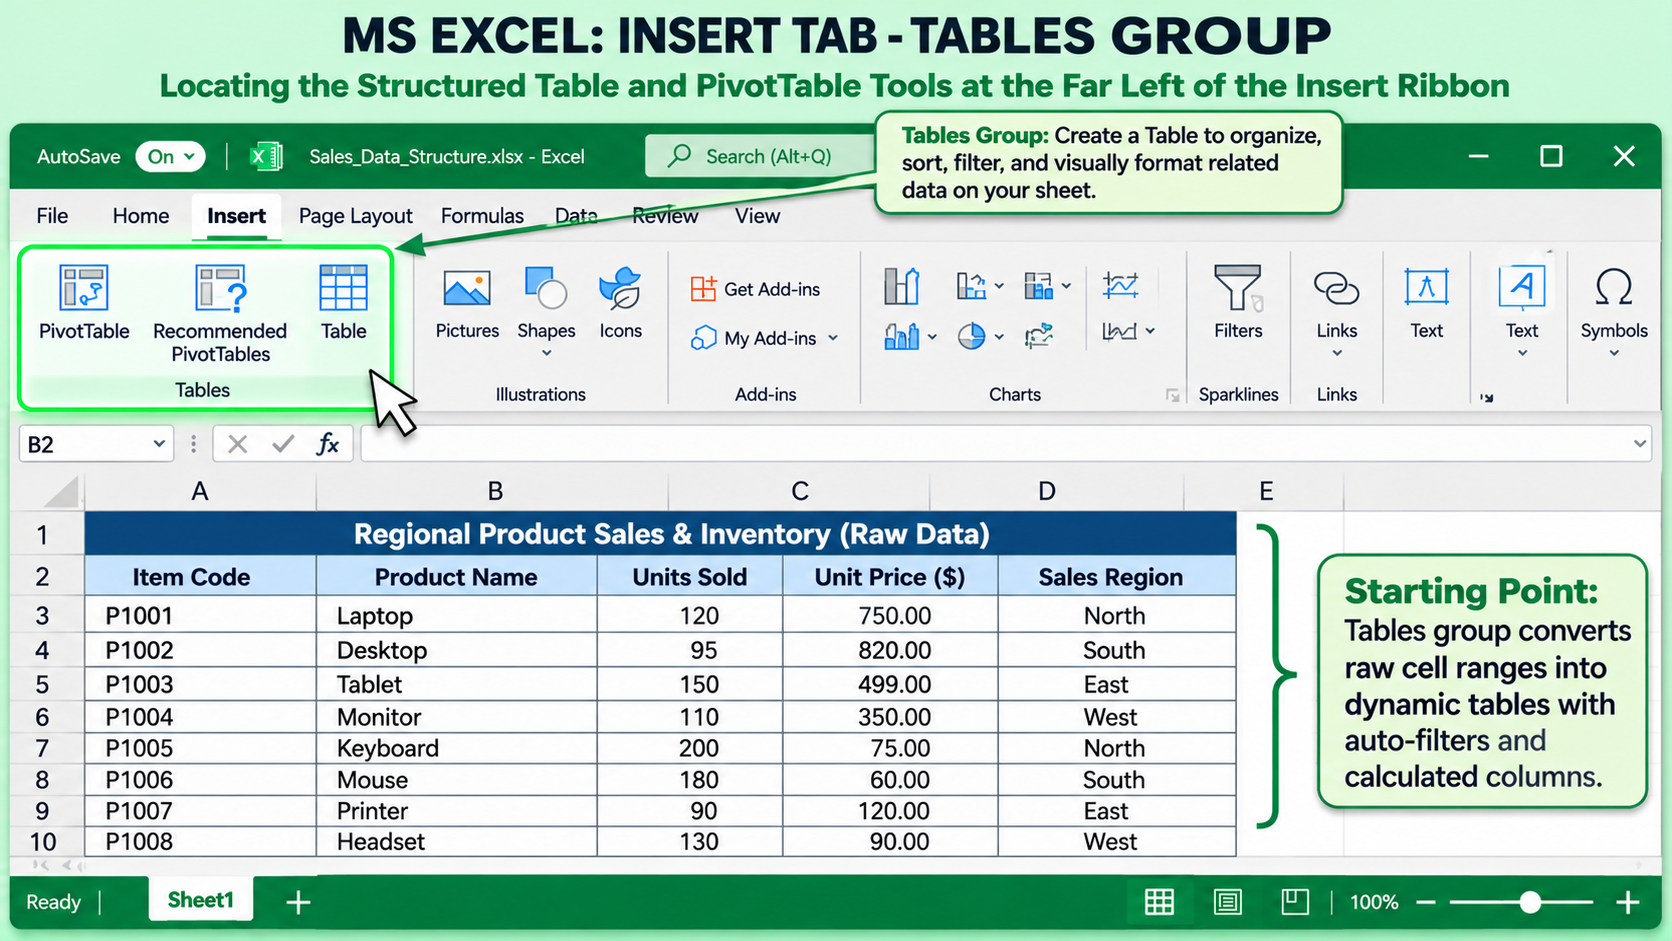 MS EXCEL: INSERT TAB - TABLES GROUP
Locating the Structured Table and PivotTable Tools at the Far Left of the Insert Ribbon
AutoSave On Sales_Data_Structure.xlsx - Excel Search (Alt+Q)
Tables Group: Create a Table to organize,
sort, filter, and visually format related
data on your sheet.
File Home Insert Page Layout Formulas Data Review View
PivotTable
Recommended
PivotTables
Table
Tables
Pictures
Shapes
Icons
Illustrations
Get Add-ins
My Add-ins
Add-ins
Charts
Filters
Sparklines
Links
Links
Text
A
Text
Ω
Symbols
B2
fx
A B C D E
1 Regional Product Sales & Inventory (Raw Data)
2 Item Code Product Name Units Sold Unit Price ($) Sales Region
3 P1001 Laptop 120 750.00 North
4 P1002 Desktop 95 820.00 South
5 P1003 Tablet 150 499.00 East
6 P1004 Monitor 110 350.00 West
7 P1005 Keyboard 200 75.00 North
8 P1006 Mouse 180 60.00 South
9 P1007 Printer 90 120.00 East
10 P1008 Headset 130 90.00 West
Starting Point:
Tables group converts
raw cell ranges into
dynamic tables with
auto-filters and
calculated columns.
Ready Sheet1 100%